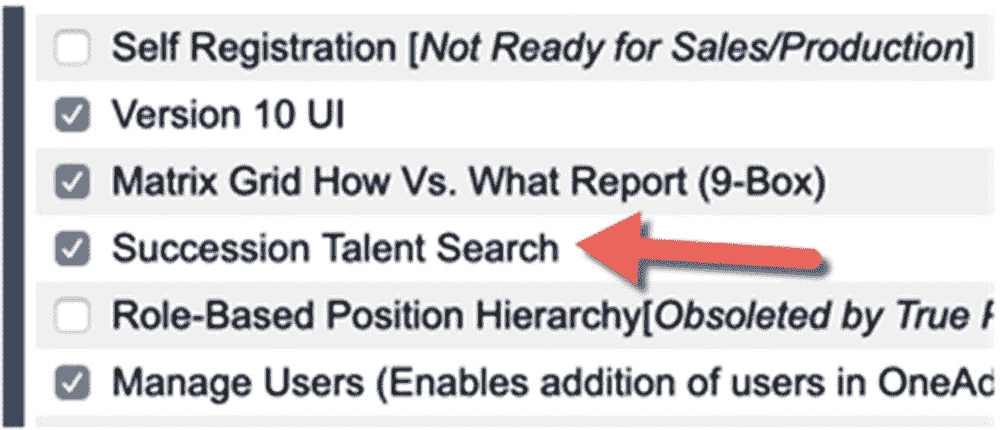 Self Registration [Not Ready for Sales/Production]
Version 10 UI
Matrix Grid How Vs. What Report (9-Box)
Succession Talent Search
Role-Based Position Hierarchy[Obsoleted by True
Manage Users (Enables addition of users in